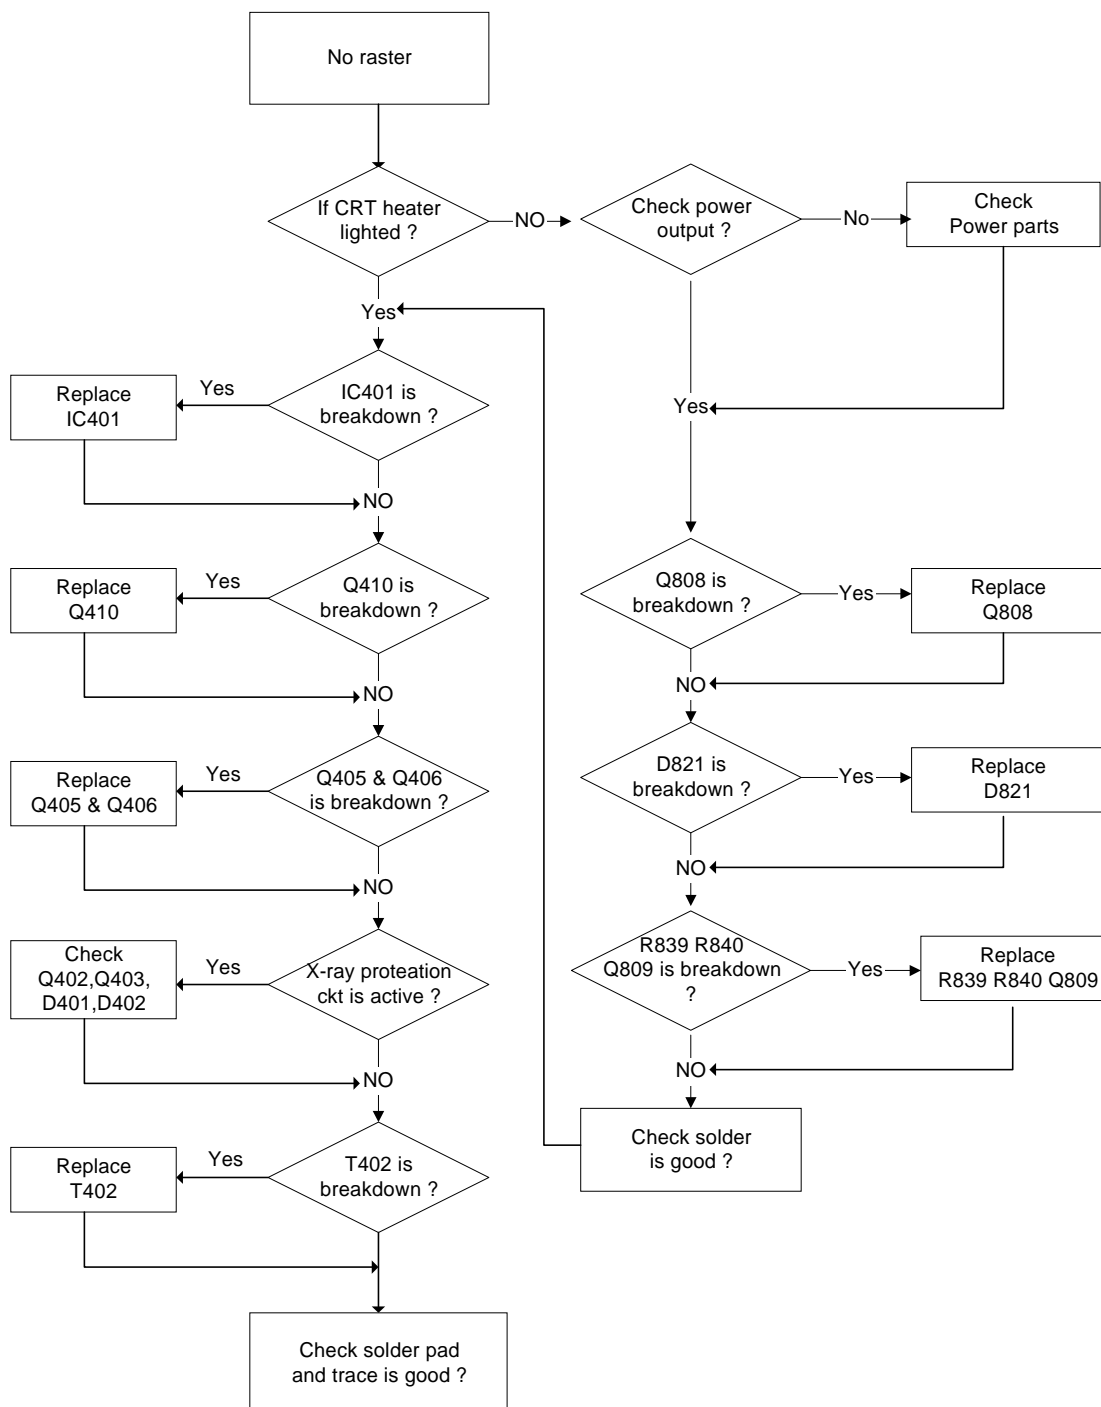 No raster
If CRT heater
lighted ?
NO
Check power
output ?
No
Check
Power parts
Yes
Yes
IC401 is
breakdown ?
Yes
Replace
IC401
NO
Q410 is
breakdown ?
Yes
Replace
Q410
NO
Q405 & Q406
is breakdown ?
Yes
Replace
Q405 & Q406
NO
X-ray proteation
ckt is active ?
Yes
Check
Q402,Q403,
D401,D402
NO
T402 is
breakdown ?
Yes
Replace
T402
Check solder pad
and trace is good ?
Q808 is
breakdown ?
Yes
Replace
Q808
NO
D821 is
breakdown ?
Yes
Replace
D821
NO
R839 R840
Q809 is breakdown
?
Yes
Replace
R839 R840 Q809
NO
Check solder
is good ?